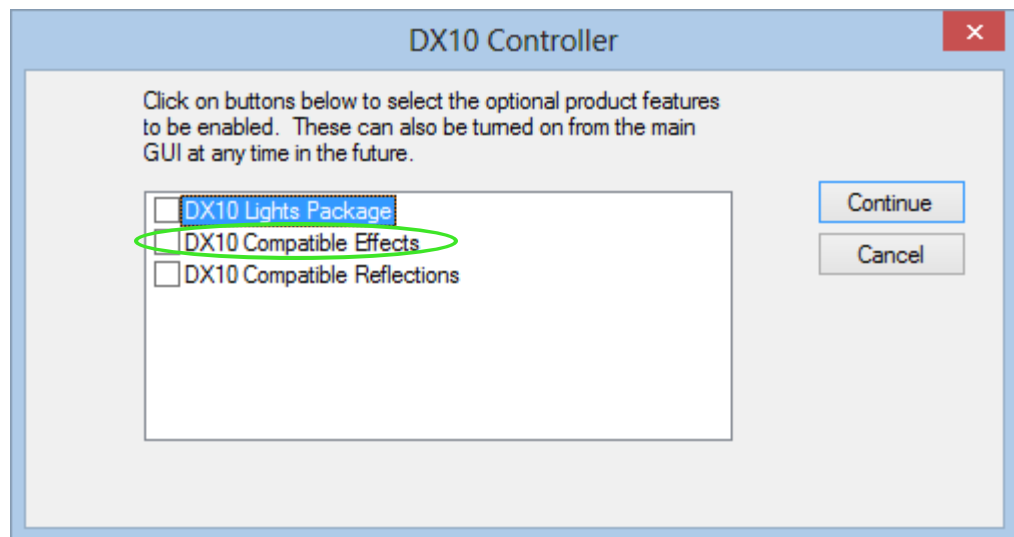 DX10 Controller
Click on buttons below to select the optional product features
to be enabled.  These can also be turned on from the main
GUI at any time in the future.
DX10 Lights Package
DX10 Compatible Effects
DX10 Compatible Reflections
Continue
Cancel